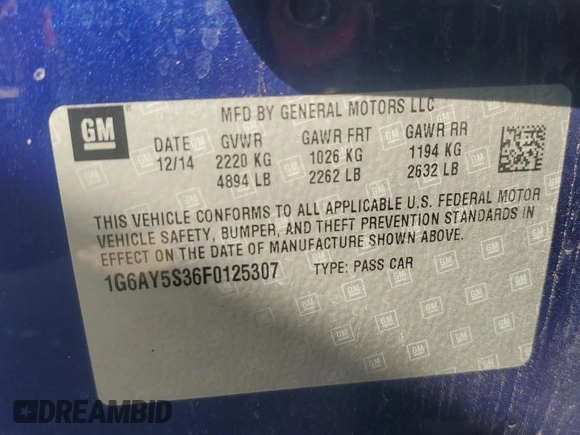 MFD BY GENERAL MOTORS LLC
GM
DATE GVWR GAWR FRT GAWR RR
12/14 2220 KG 1026 KG 1194 KG
4894 LB 2262 LB 2632 LB
THIS VEHICLE CONFORMS TO ALL APPLICABLE U.S. FEDERAL MOTOR
VEHICLE SAFETY, BUMPER, AND THEFT PREVENTION STANDARDS IN
EFFECT ON THE DATE OF MANUFACTURE SHOWN ABOVE.
1G6AY5S36F0125307 TYPE: PASS CAR
DREAMBID